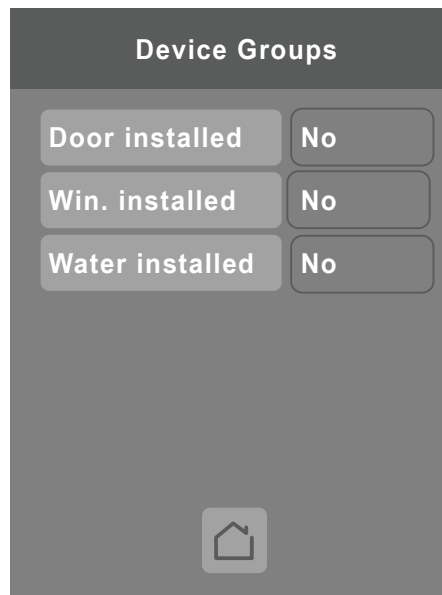 Device Groups
Door installed No
Win. installed No
Water installed No